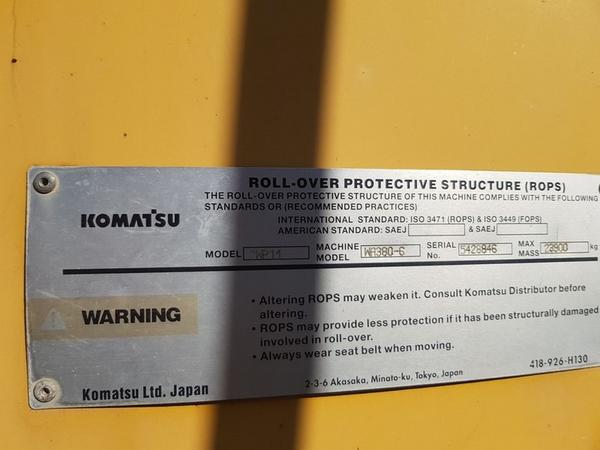 ROLL-OVER PROTECTIVE STRUCTURE (ROPS)
THE ROLL-OVER PROTECTIVE STRUCTURE OF THIS MACHINE COMPLIES WITH THE FOLLOWING
STANDARDS OR (RECOMMENDED PRACTICES)
KOMATSU
INTERNATIONAL STANDARD: ISO 3471 (ROPS) & ISO 3449 (FOPS)
AMERICAN STANDARD: SAEJ & SAEJ
MODEL MACHINE MODEL WA380-6 SERIAL No. MAX MASS 23900 kg
WARNING
• Altering ROPS may weaken it. Consult Komatsu Distributor before
altering.
• ROPS may provide less protection if it has been structurally damaged
involved in roll-over.
• Always wear seat belt when moving.
Komatsu Ltd. Japan
2-3-6 Akasaka, Minato-ku, Tokyo, Japan
418-926-H130